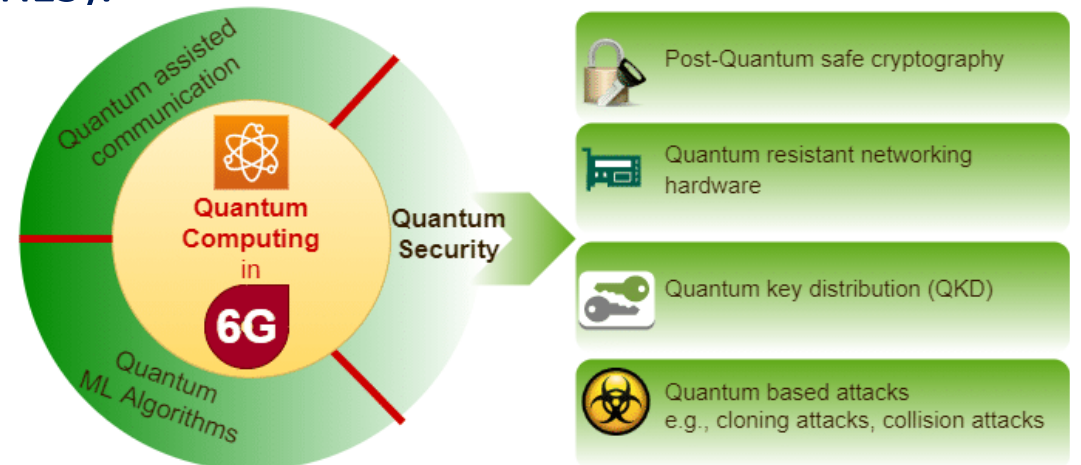 Quantum assisted
communication
Quantum
Computing
in
6G
Quantum
ML Algorithms
Quantum
Security
Post-Quantum safe cryptography
Quantum resistant networking
hardware
Quantum key distribution (QKD)
Quantum based attacks
e.g., cloning attacks, collision attacks